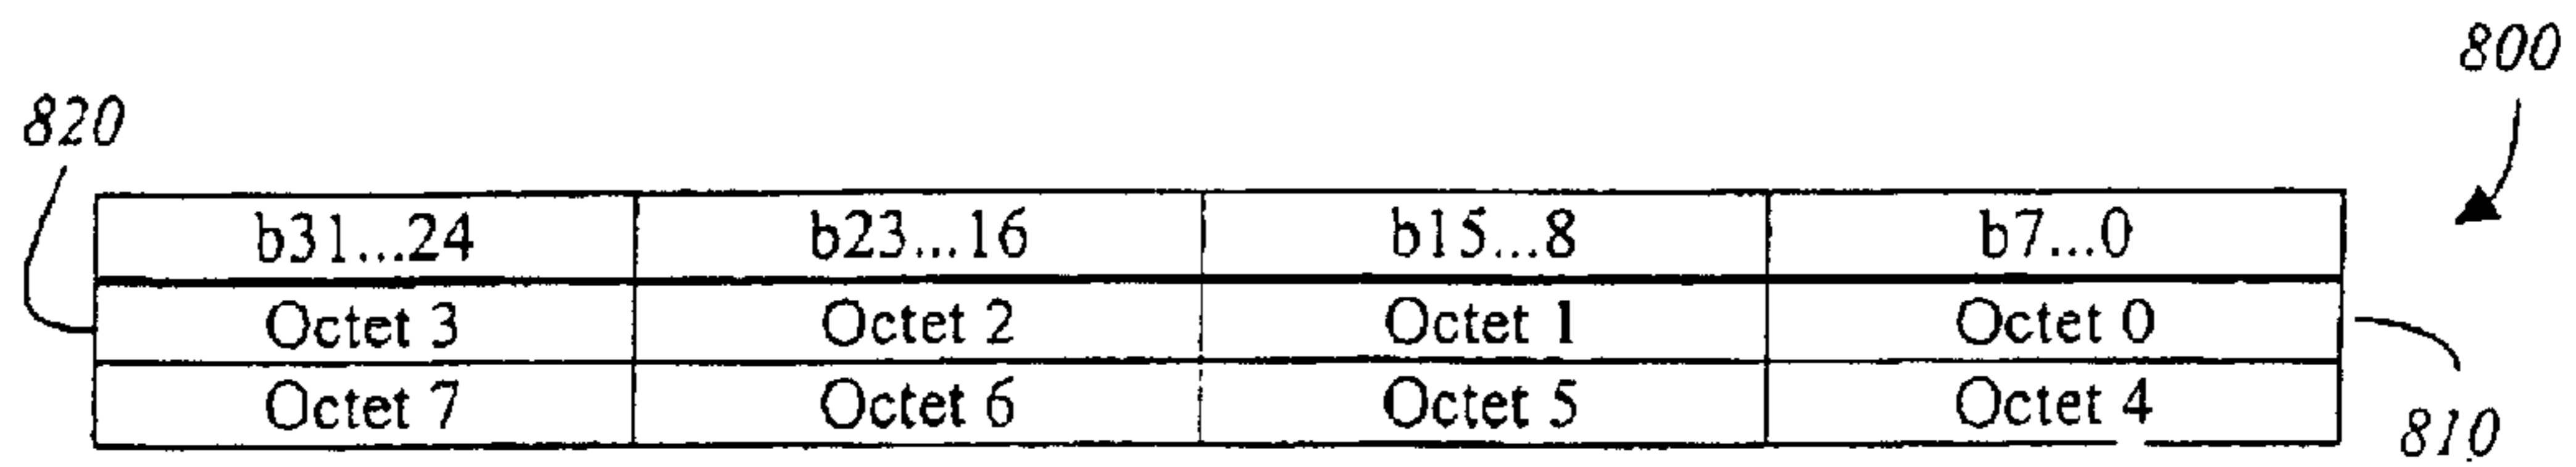 800
820
b31...24 b23...16 b15...8 b7...0
Octet 3 Octet 2 Octet 1 Octet 0
Octet 7 Octet 6 Octet 5 Octet 4
810